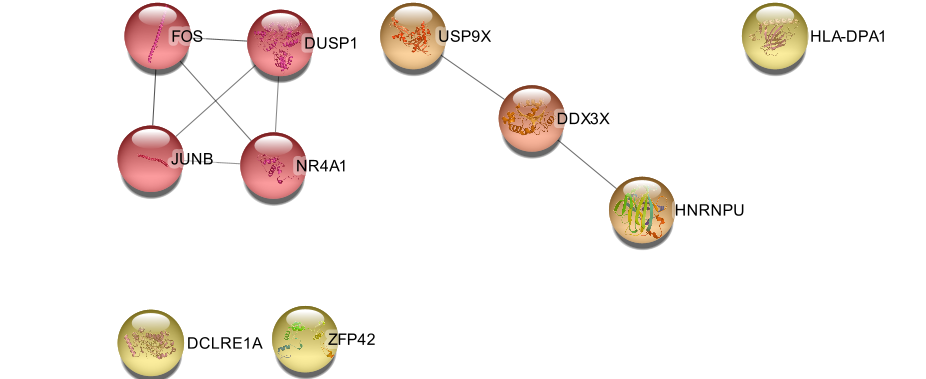 FOS
DUSP1
USP9X
HLA-DPA1
DDX3X
JUNB
NR4A1
HNRNPU
DCLRE1A
ZFP42